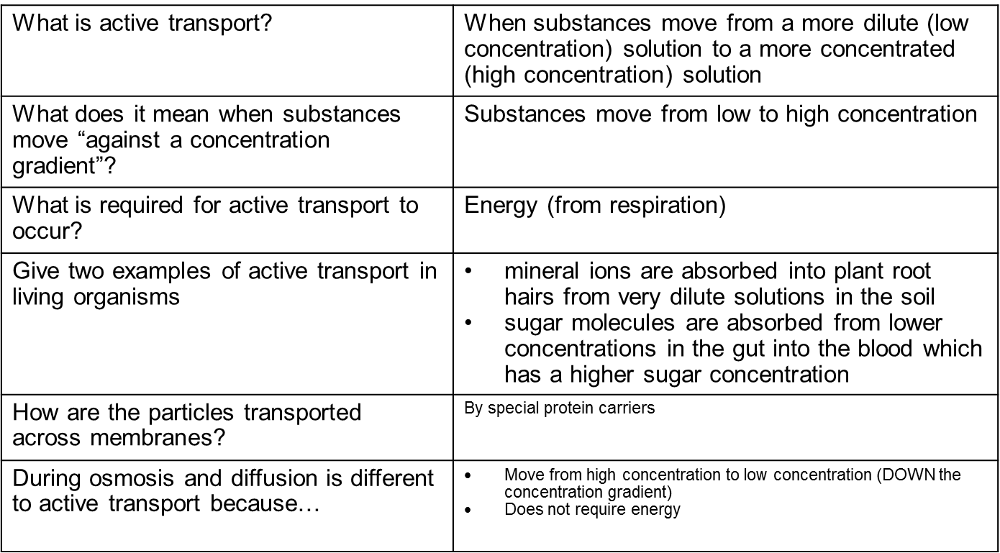 What is active transport?
When substances move from a more dilute (low
concentration) solution to a more concentrated
(high concentration) solution
What does it mean when substances
move “against a concentration
gradient”?
Substances move from low to high concentration
What is required for active transport to
occur?
Energy (from respiration)
Give two examples of active transport in
living organisms
• mineral ions are absorbed into plant root
hairs from very dilute solutions in the soil
• sugar molecules are absorbed from lower
concentrations in the gut into the blood which
has a higher sugar concentration
How are the particles transported
across membranes?
By special protein carriers
During osmosis and diffusion is different
to active transport because…
• Move from high concentration to low concentration (DOWN the
concentration gradient)
• Does not require energy